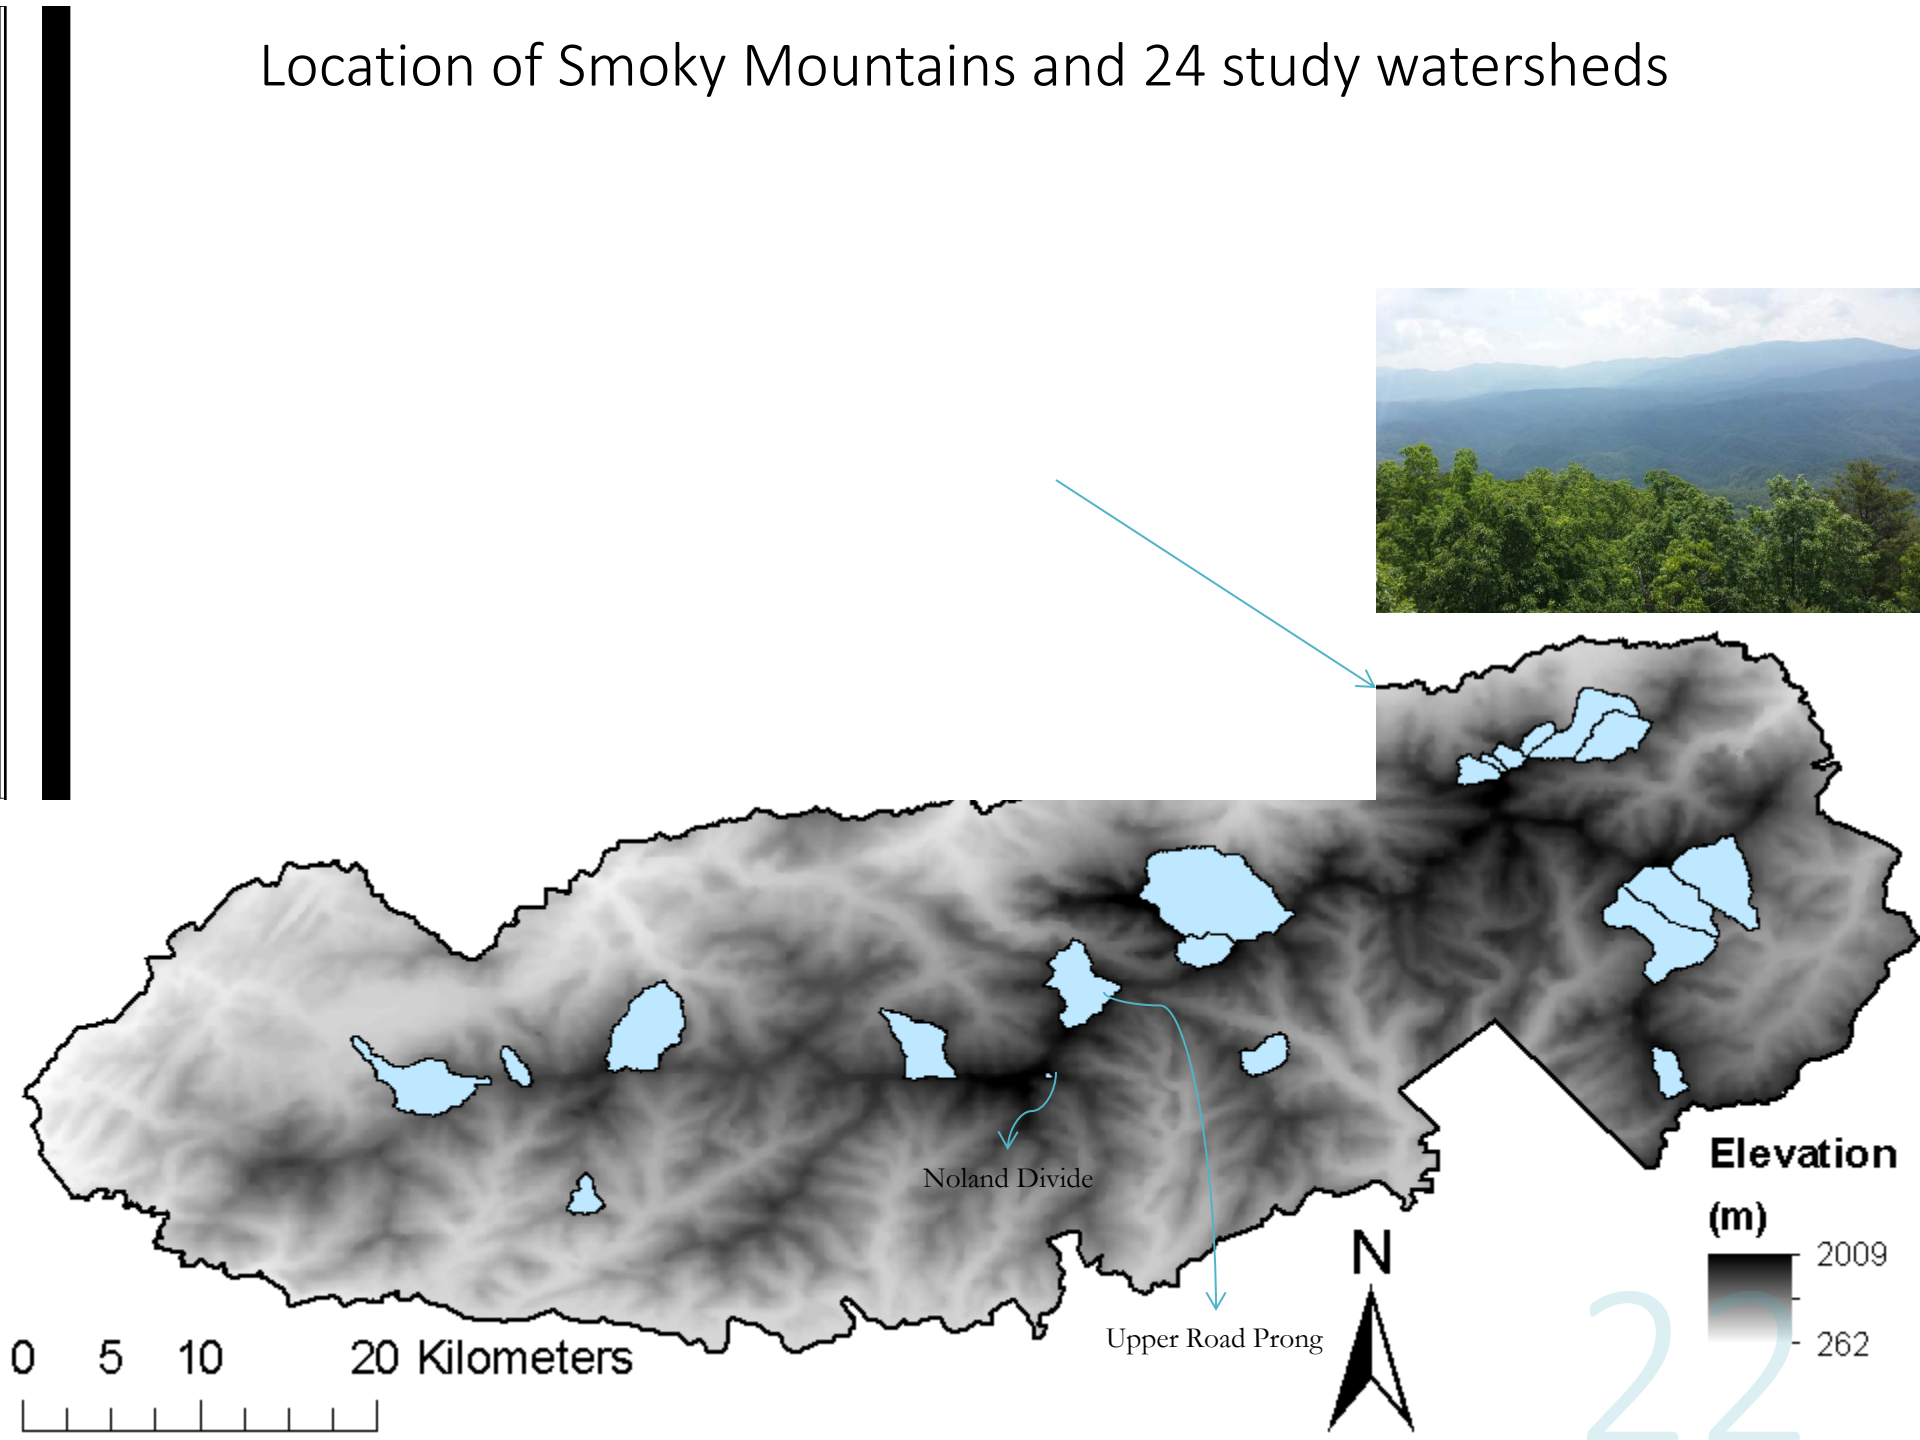 Location of Smoky Mountains and 24 study watersheds
Noland Divide
Upper Road Prong
Elevation
(m)
2009
262
N
0 5 10 20 Kilometers
22